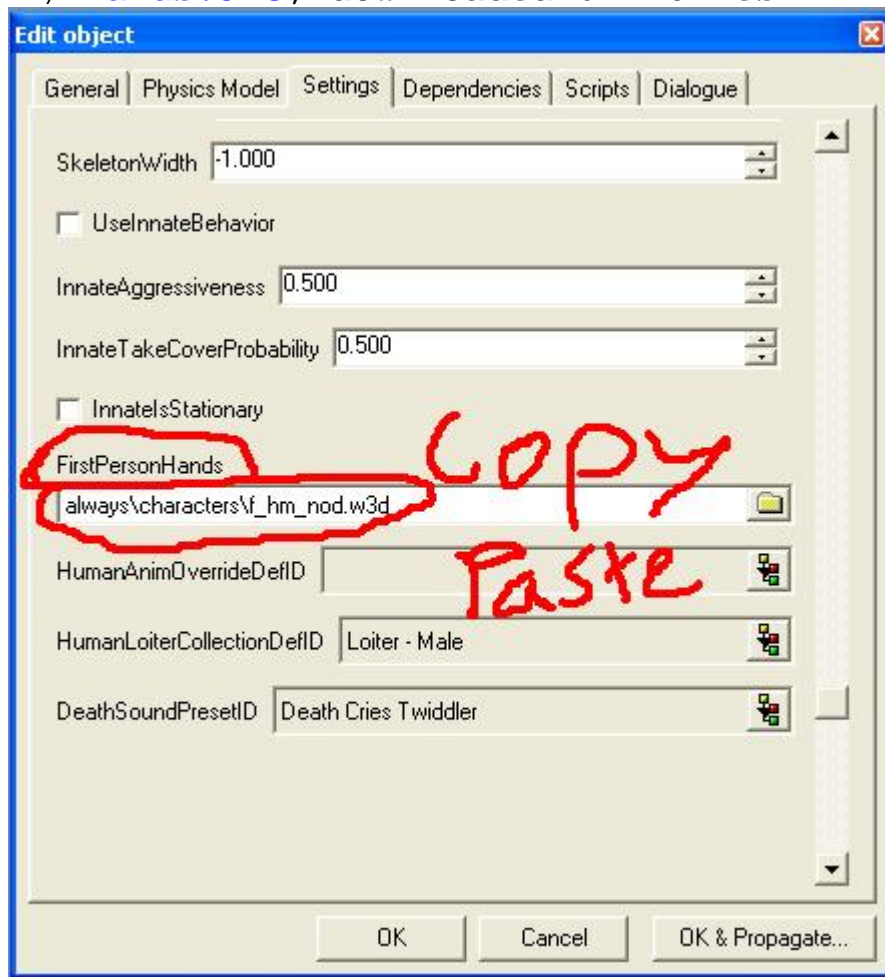 Edit object
General Physics Model Settings Dependencies Scripts Dialogue
SkeletonWidth -1.000
UseInnateBehavior
InnateAggressiveness 0.500
InnateTakeCoverProbability 0.500
InnateIsStationary
Copy
FirstPersonHands
always\characters\f_hm_nod.w3d
Paste
HumanAnimOverrideDefID
HumanLoiterCollectionDefID Loiter - Male
DeathSoundPresetID Death Cries Twiddler
OK Cancel OK & Propagate...